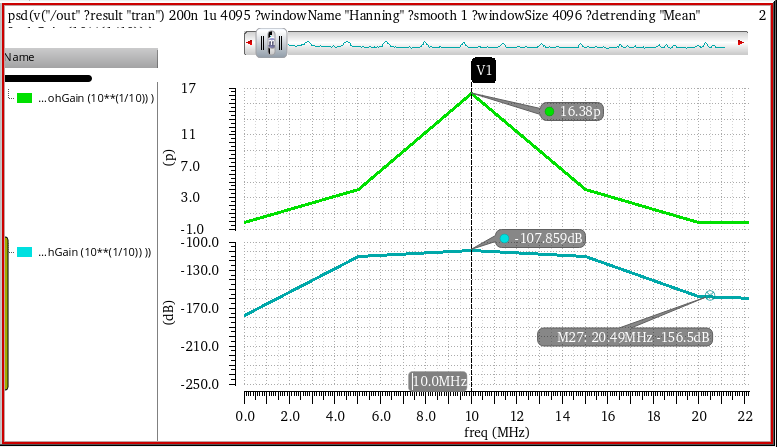 psd(v("/out" ?result "tran") 200n 1u 4095 ?windowName "Hanning" ?smooth 1 ?windowSize 4096 ?detrending "Mean" 2
Name
V1
17
...ohGain (10**(1/10)) )
16.38p
11
(p)
7.0
3.0
-1.0
-100.0
-107.859dB
...hGain (10**(1/10)) ))
-130.0
(dB)
-170.0
M27: 20.49MHz -156.5dB
-210.0
-250.0
10.0MHz
0.0 2.0 4.0 6.0 8.0 10 12 14 16 18 20 22
freq (MHz)